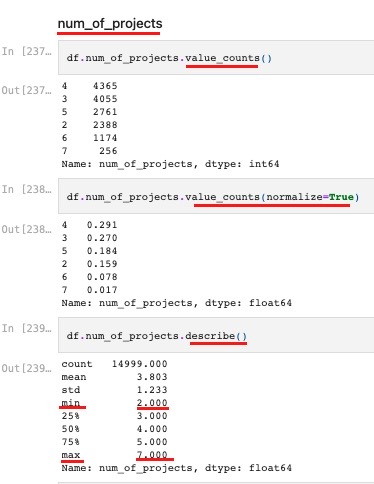 num_of_projects
In [237…
df.num_of_projects.value_counts()
Out[237…
4 4365
3 4055
5 2761
2 2388
6 1174
7 256
Name: num_of_projects, dtype: int64
In [238…
df.num_of_projects.value_counts(normalize=True)
Out[238…
4 0.291
3 0.270
5 0.184
2 0.159
6 0.078
7 0.017
Name: num_of_projects, dtype: float64
In [239…
df.num_of_projects.describe()
Out[239…
count 14999.000
mean 3.803
std 1.233
min 2.000
25% 3.000
50% 4.000
75% 5.000
max 7.000
Name: num_of_projects, dtype: float64